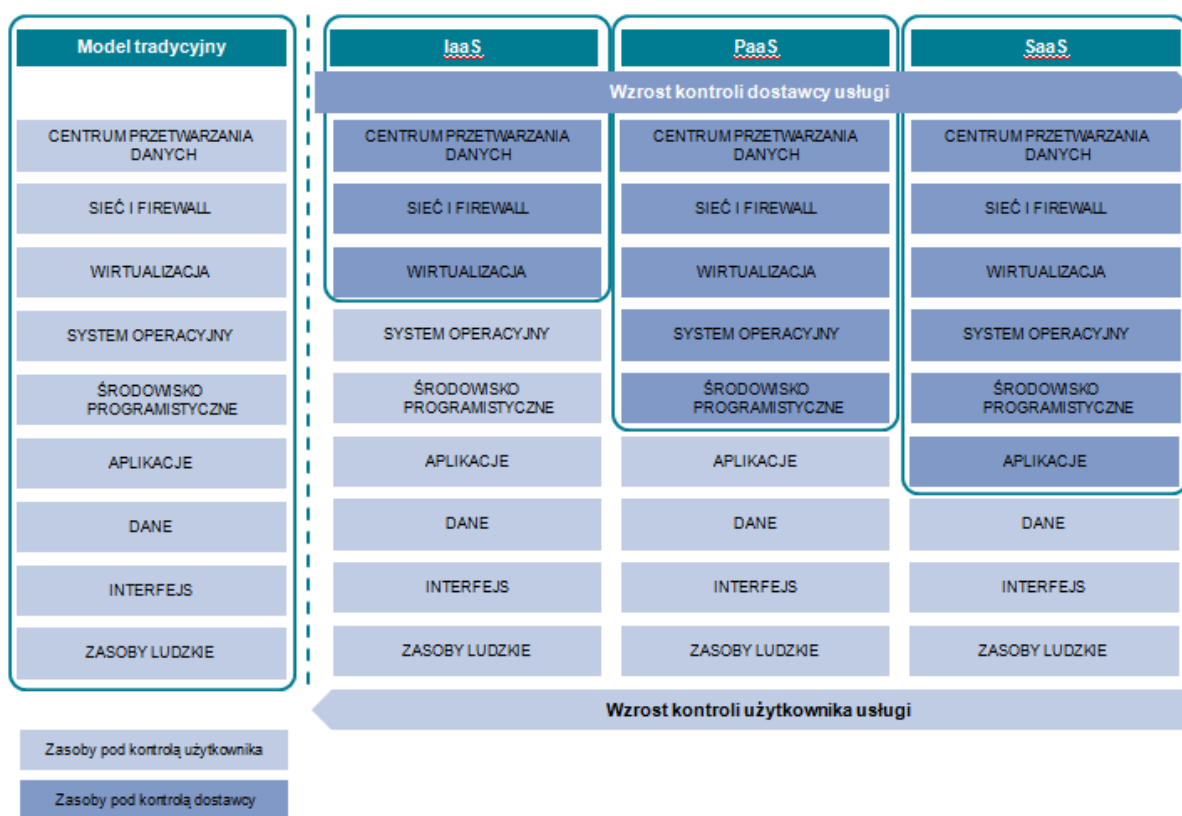 Model tradycyjny
IaaS
PaaS
SaaS
Wzrost kontroli dostawcy usługi
CENTRUM PRZETWARZANIA
DANYCH
CENTRUM PRZETWARZANIA
DANYCH
CENTRUM PRZETWARZANIA
DANYCH
CENTRUM PRZETWARZANIA
DANYCH
SIEĆ I FIREWALL
SIEĆ I FIREWALL
SIEĆ I FIREWALL
SIEĆ I FIREWALL
WIRTUALIZACJA
WIRTUALIZACJA
WIRTUALIZACJA
WIRTUALIZACJA
SYSTEM OPERACYJNY
SYSTEM OPERACYJNY
SYSTEM OPERACYJNY
SYSTEM OPERACYJNY
ŚRODOWISKO
PROGRAMISTYCZNE
ŚRODOWISKO
PROGRAMISTYCZNE
ŚRODOWISKO
PROGRAMISTYCZNE
ŚRODOWISKO
PROGRAMISTYCZNE
APLIKACJE
APLIKACJE
APLIKACJE
APLIKACJE
DANE
DANE
DANE
DANE
INTERFEJS
INTERFEJS
INTERFEJS
INTERFEJS
ZASOBY LUDZKIE
ZASOBY LUDZKIE
ZASOBY LUDZKIE
ZASOBY LUDZKIE
Wzrost kontroli użytkownika usługi
Zasoby pod kontrolą użytkownika
Zasoby pod kontrolą dostawcy